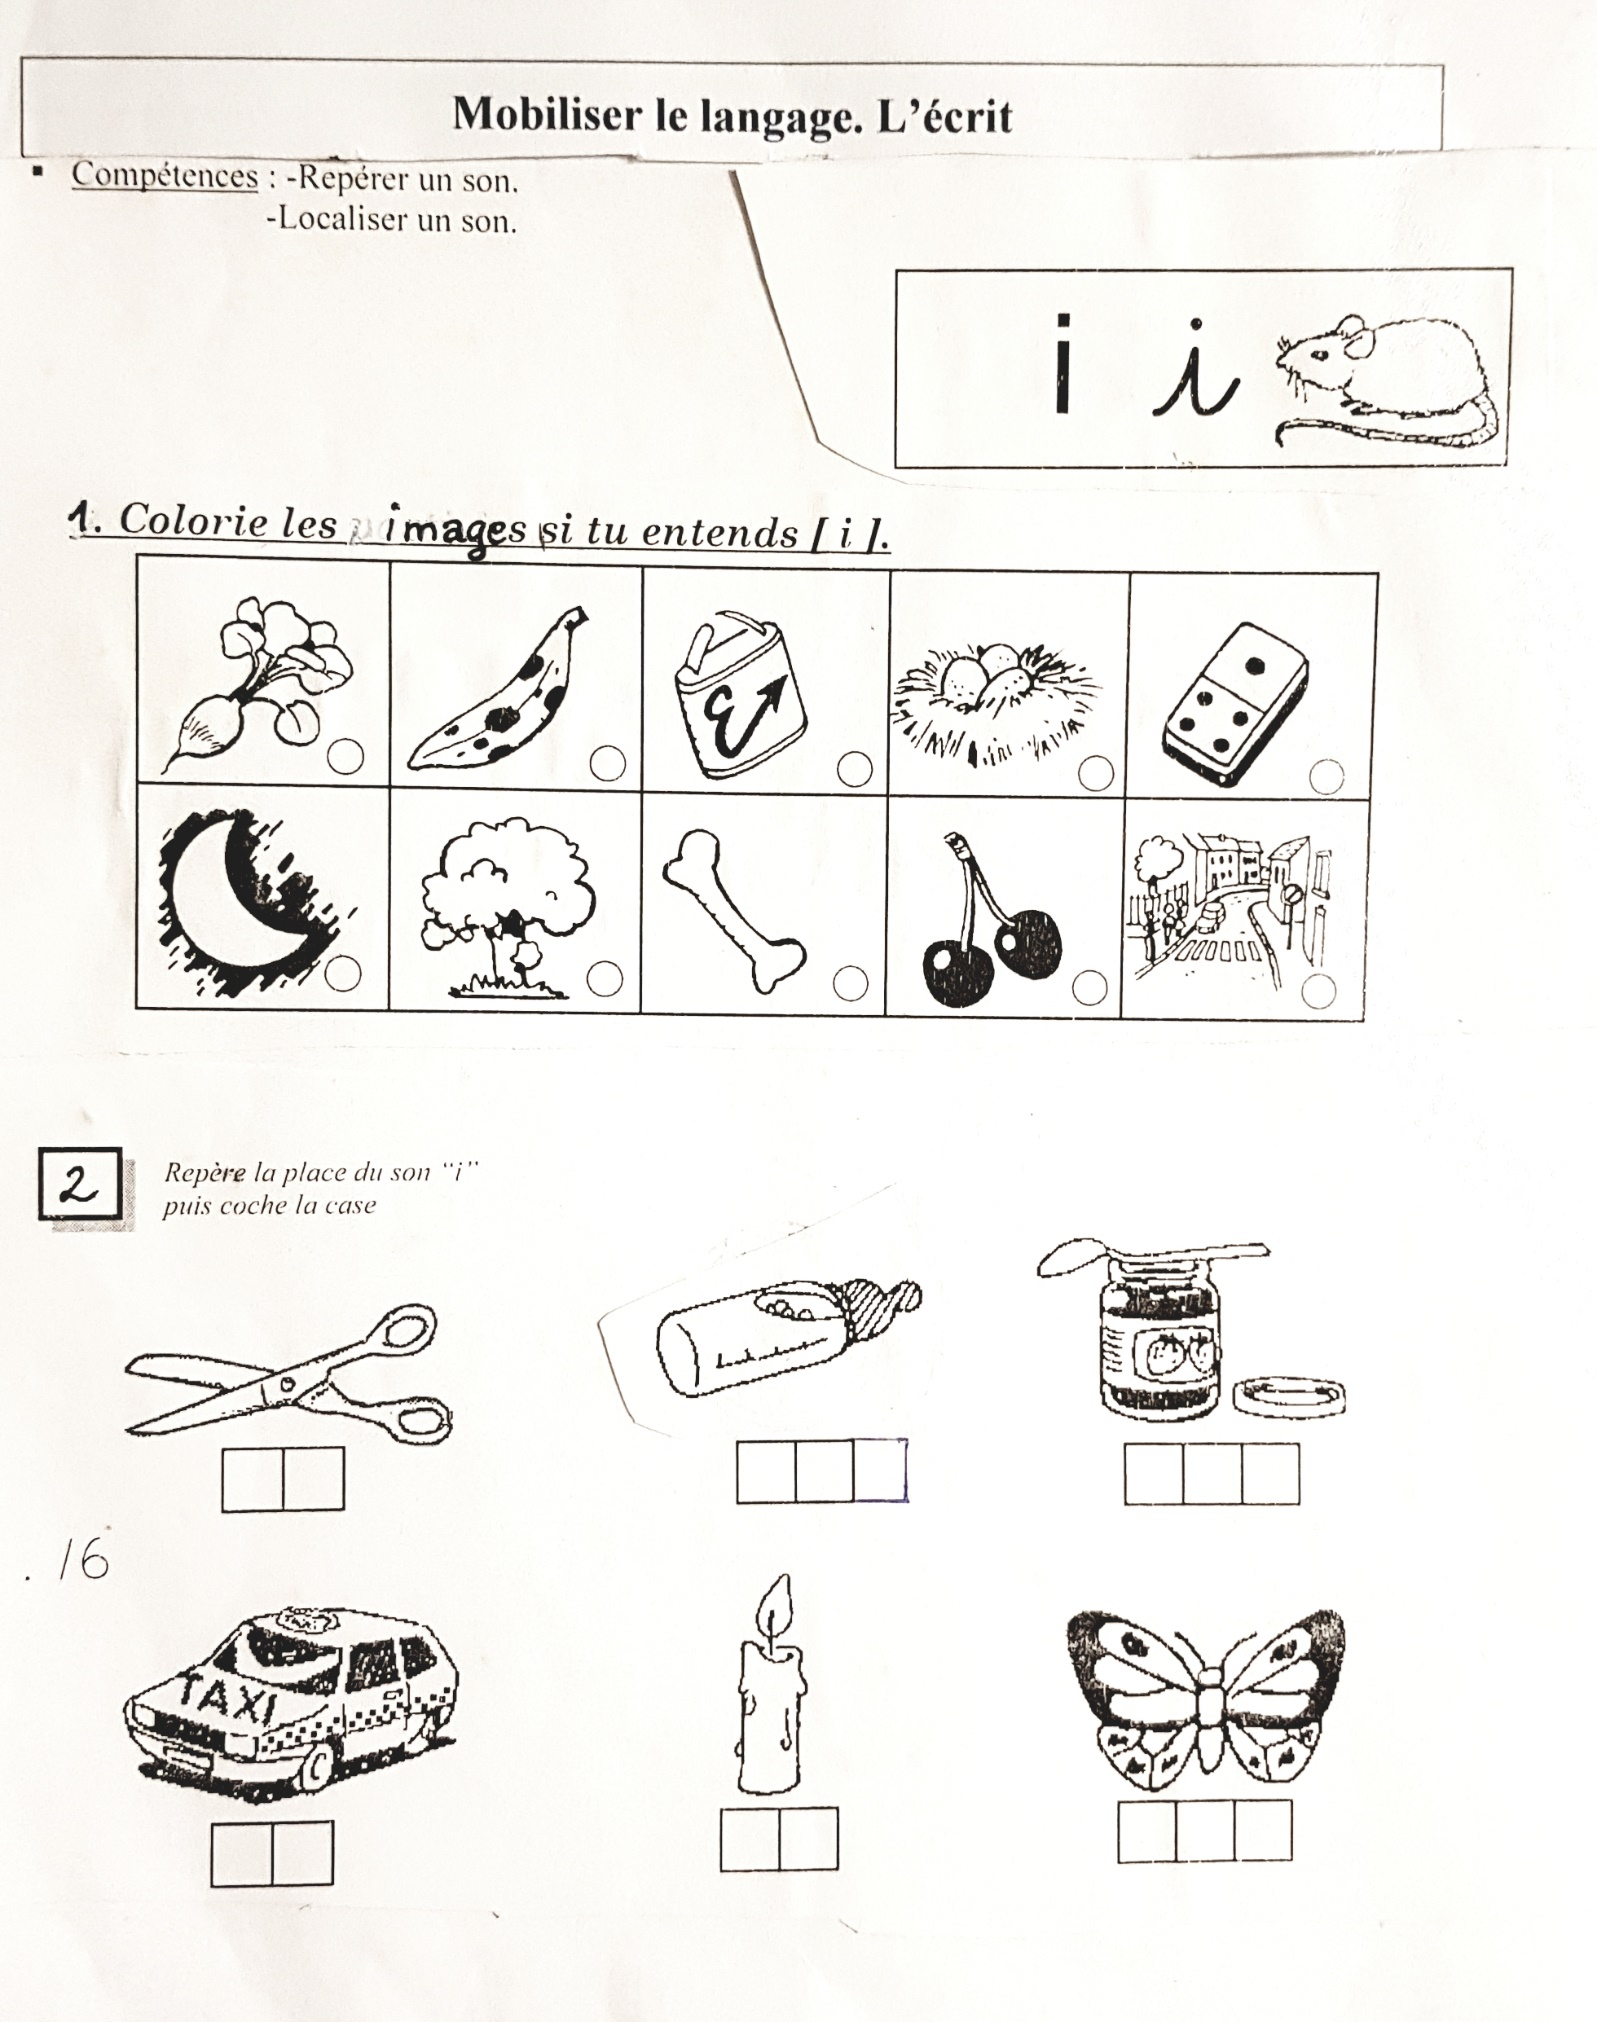 Mobiliser le langage. L'écrit
▪ Compétences : -Repérer un son.
-Localiser un son.
i i
1. Colorie les images si tu entends [ i ].
2
Repère la place du son "i"
puis coche la case
. /6
TAXI